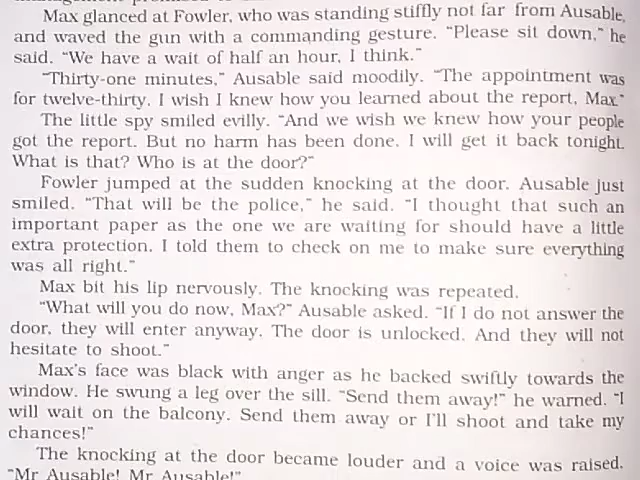 Max glanced at Fowler, who was standing stiffly not far from Ausable,
and waved the gun with a commanding gesture. “Please sit down,” he
said. “We have a wait of half an hour, I think.”
“Thirty-one minutes,” Ausable said moodily. “The appointment was
for twelve-thirty. I wish I knew how you learned about the report, Max.”
The little spy smiled evilly. “And we wish we knew how your people
got the report. But no harm has been done. I will get it back tonight.
What is that? Who is at the door?”
Fowler jumped at the sudden knocking at the door. Ausable just
smiled. “That will be the police,” he said. “I thought that such an
important paper as the one we are waiting for should have a little
extra protection. I told them to check on me to make sure everything
was all right.”
Max bit his lip nervously. The knocking was repeated.
“What will you do now, Max?” Ausable asked. “If I do not answer the
door, they will enter anyway. The door is unlocked. And they will not
hesitate to shoot.”
Max’s face was black with anger as he backed swiftly towards the
window. He swung a leg over the sill. “Send them away!” he warned. “I
will wait on the balcony. Send them away or I’ll shoot and take my
chances!”
The knocking at the door became louder and a voice was raised.
“Mr Ausable! Mr Ausable!”